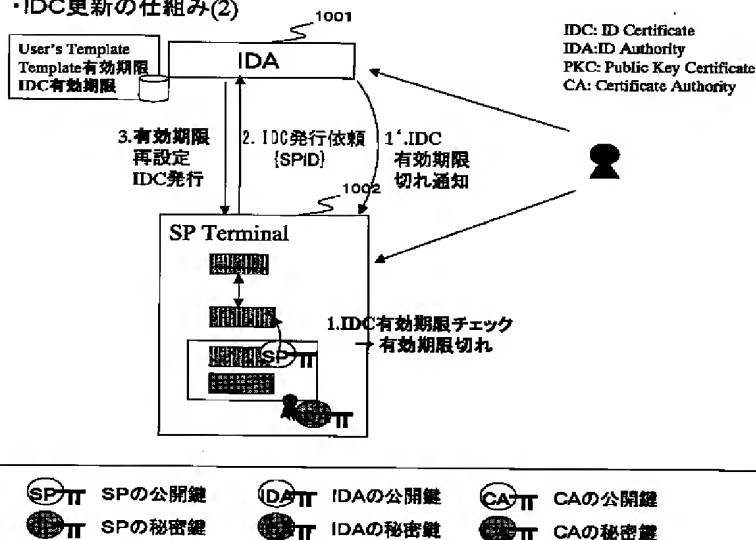 ・IDC更新の仕組み(2)
1001
IDC: ID Certificate
IDA:ID Authority
PKC: Public Key Certificate
CA: Certificate Authority
User's Template
Template有効期限
IDC有効期限
IDA
3.有効期限
再設定
IDC発行
2. IDC発行依頼
{SPID}
1'.IDC
有効期限
切れ通知
1002
SP Terminal
1.IDC有効期限チェック
→ 有効期限切れ
SP
SP SPの公開鍵
IDA IDAの公開鍵
CA CAの公開鍵
SPの秘密鍵
IDAの秘密鍵
CAの秘密鍵